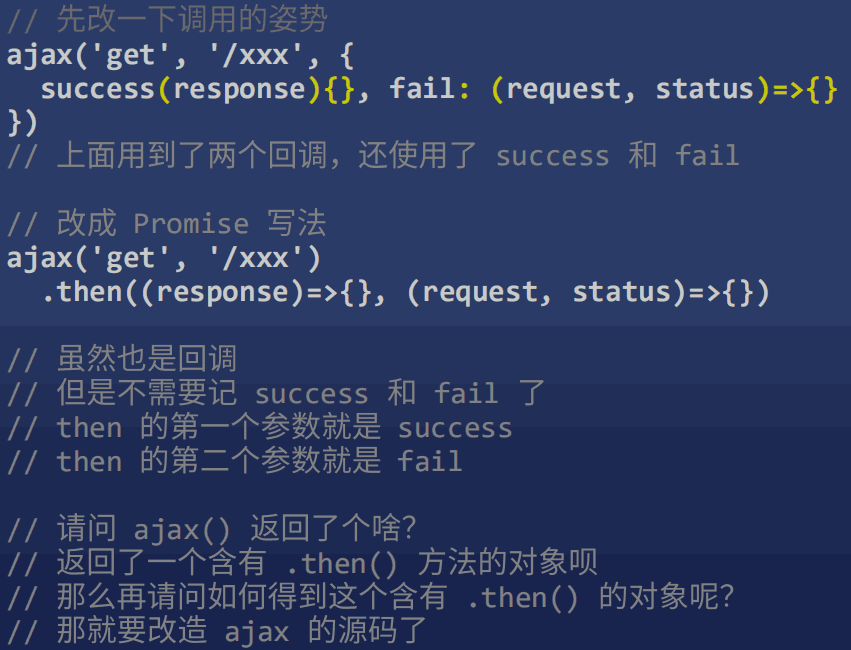 // 先改一下调用的姿势
ajax('get', '/xxx', {
  success(response){}, fail: (request, status)=>{}
})
// 上面用到了两个回调，还使用了 success 和 fail
// 改成 Promise 写法
ajax('get', '/xxx')
  .then((response)=>{}, (request, status)=>{})
// 虽然也是回调
// 但是不需要记 success 和 fail 了
// then 的第一个参数就是 success
// then 的第二个参数就是 fail
// 请问 ajax() 返回了个啥？
// 返回了一个含有 .then() 方法的对象呗
// 那么再请问如何得到这个含有 .then() 的对象呢？
// 那就要改造 ajax 的源码了